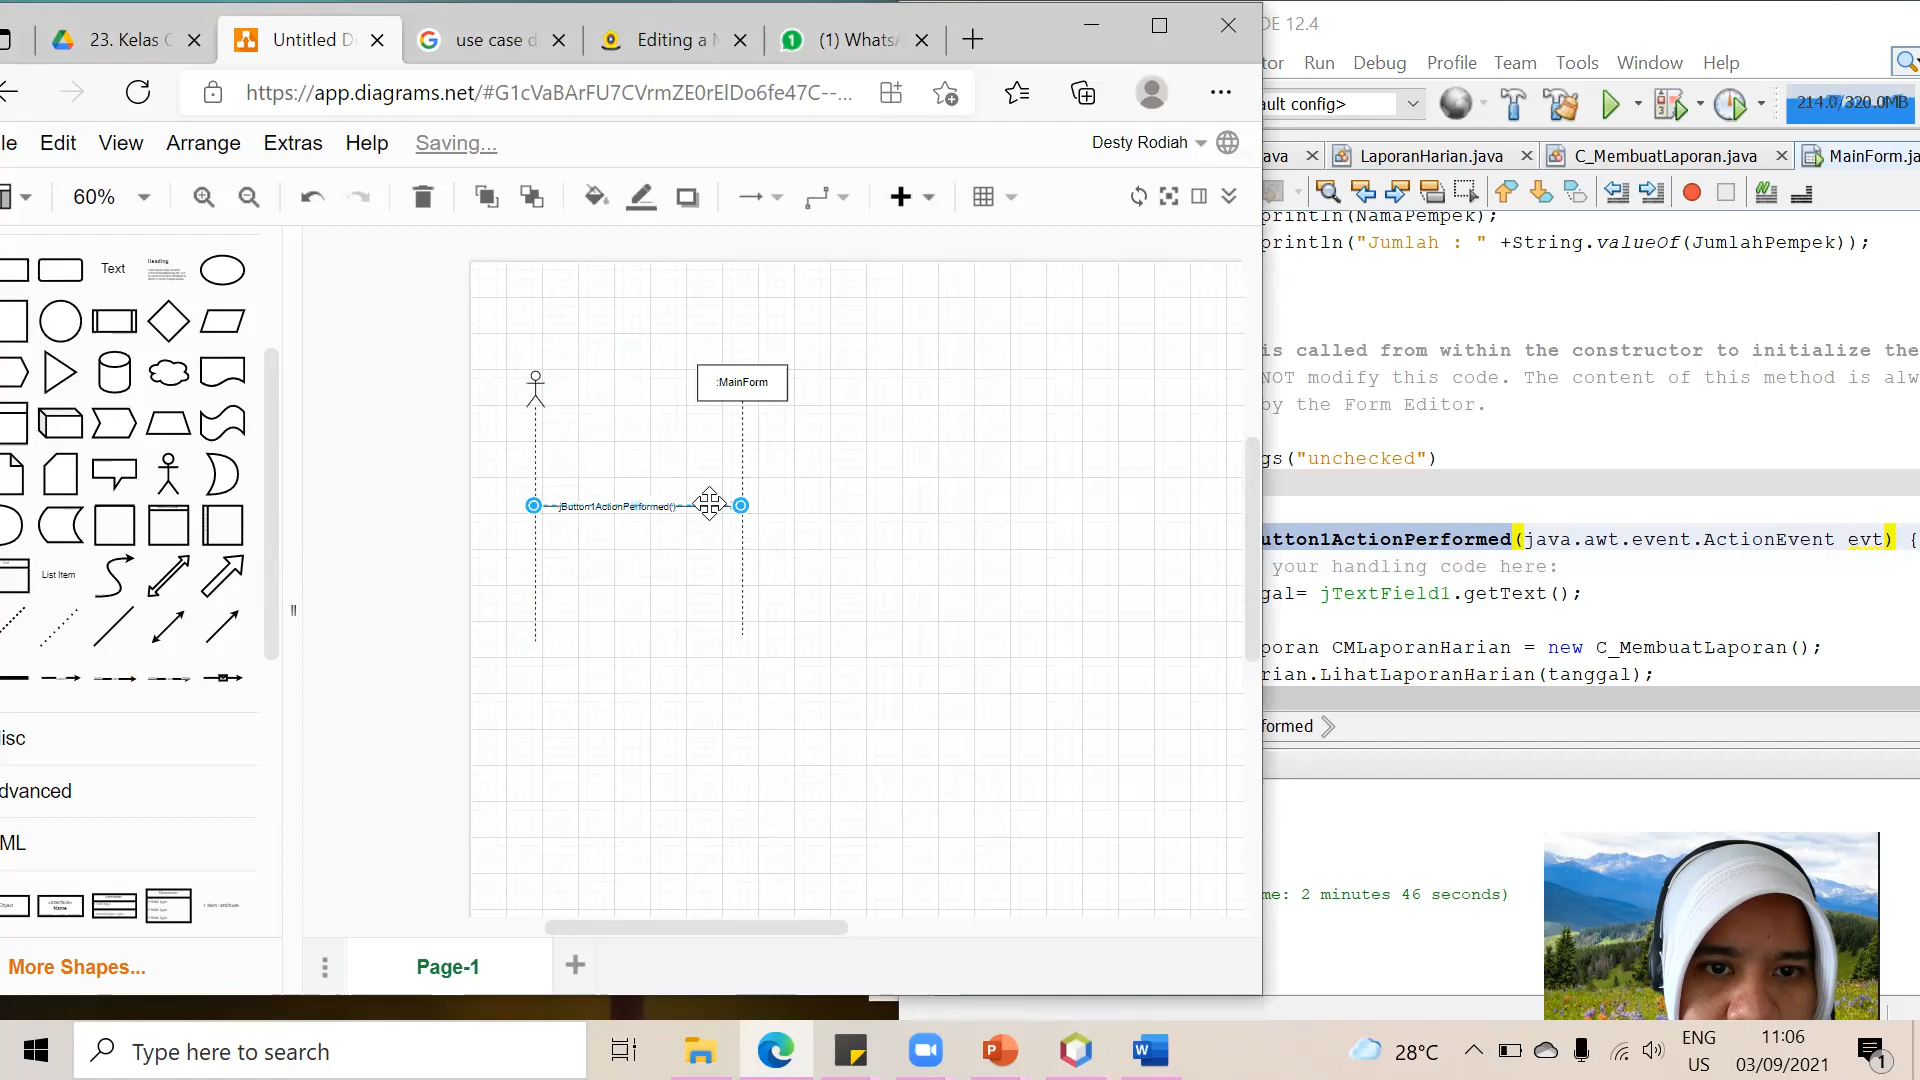 DE 12.4
23. Kelas C
Untitled Di
use case d
Editing a M
(1) WhatsA
tor Run Debug Profile Team Tools Window Help
https://app.diagrams.net/#G1cVaBArFU7CVrmZE0rElDo6fe47C--...
ault config>
214.0/320.0MB
le Edit View Arrange Extras Help Saving...
Desty Rodiah
ava
LaporanHarian.java
C_MembuatLaporan.java
MainForm.ja
60%
println(NamaPempek);
println("Jumlah : " +String.valueOf(JumlahPempek));
Text
Heading
is called from within the constructor to initialize the
NOT modify this code. The content of this method is alw
by the Form Editor.
gs("unchecked")
:MainForm
jButton1ActionPerformed()
utton1ActionPerformed(java.awt.event.ActionEvent evt) {
your handling code here:
gal= jTextField1.getText();
poran CMLaporanHarian = new C_MembuatLaporan();
rian.LihatLaporanHarian(tanggal);
formed
List Item
isc
dvanced
ML
Object
Name
me: 2 minutes 46 seconds)
More Shapes...
Page-1
Type here to search
28°C
ENG
US
11:06
03/09/2021
1